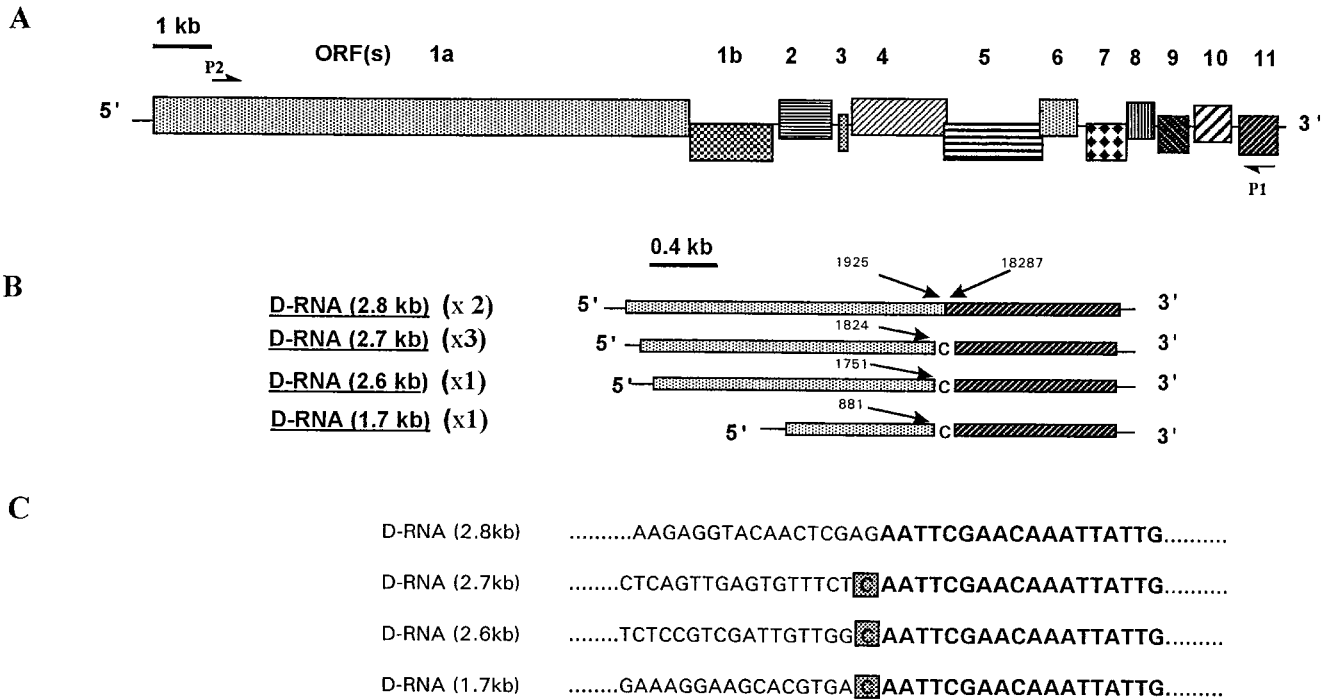 A
1 kb
ORF(s) 1a 1b 2 3 4 5 6 7 8 9 10 11
P2
5' 3'
P1
0.4 kb
1925 18287
B
D-RNA (2.8 kb) (x 2) 5' 3'
1824
D-RNA (2.7 kb) (x3) 5' C 3'
1751
D-RNA (2.6 kb) (x1) 5' C 3'
881
D-RNA (1.7 kb) (x1) 5' C 3'
C
D-RNA (2.8kb) ..........AAGAGGTACAACTCGAGAATTCGAACAAATTATTG..........
D-RNA (2.7kb) ........CTCAGTTGAGTGTTTCTCAATTCGAACAAATTATTG..........
D-RNA (2.6kb) ........TCTCCGTCGATTGTTGGCAATTCGAACAAATTATTG..........
D-RNA (1.7kb) ........GAAAGGAAGCACGTGACAATTCGAACAAATTATTG..........